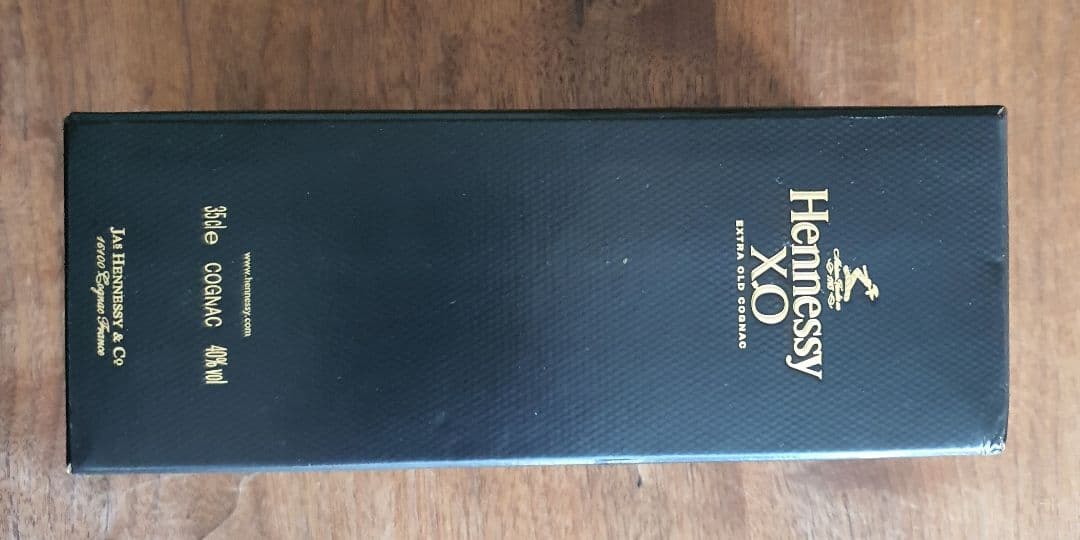 Hennessy
X.O
EXTRA OLD COGNAC
www.hennessy.com
35cl e COGNAC 40% vol
JAS HENNESSY & Cº
16100 Cognac France